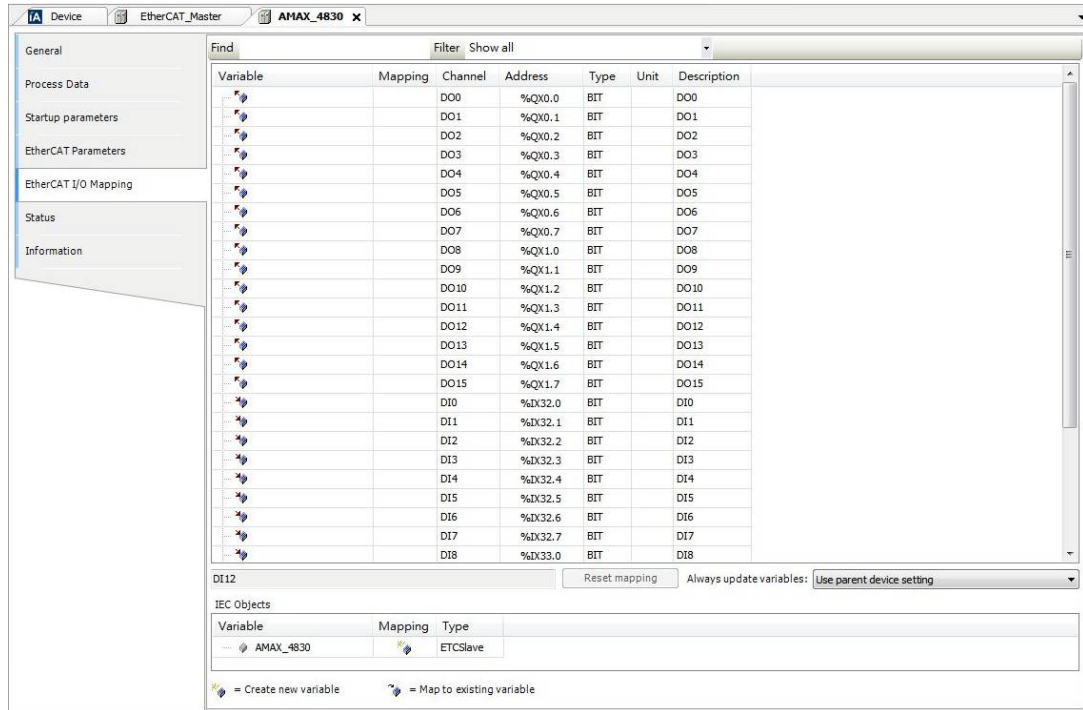 iA Device EtherCAT_Master AMAX_4830 x
General
Process Data
Startup parameters
EtherCAT Parameters
EtherCAT I/O Mapping
Status
Information
Find Filter Show all
Variable Mapping Channel Address Type Unit Description
DO0 %QX0.0 BIT DO0
DO1 %QX0.1 BIT DO1
DO2 %QX0.2 BIT DO2
DO3 %QX0.3 BIT DO3
DO4 %QX0.4 BIT DO4
DO5 %QX0.5 BIT DO5
DO6 %QX0.6 BIT DO6
DO7 %QX0.7 BIT DO7
DO8 %QX1.0 BIT DO8
DO9 %QX1.1 BIT DO9
DO10 %QX1.2 BIT DO10
DO11 %QX1.3 BIT DO11
DO12 %QX1.4 BIT DO12
DO13 %QX1.5 BIT DO13
DO14 %QX1.6 BIT DO14
DO15 %QX1.7 BIT DO15
DI0 %IX32.0 BIT DI0
DI1 %IX32.1 BIT DI1
DI2 %IX32.2 BIT DI2
DI3 %IX32.3 BIT DI3
DI4 %IX32.4 BIT DI4
DI5 %IX32.5 BIT DI5
DI6 %IX32.6 BIT DI6
DI7 %IX32.7 BIT DI7
DI8 %IX33.0 BIT DI8
DI12 Reset mapping Always update variables: Use parent device setting
IEC Objects
Variable Mapping Type
AMAX_4830 ETCSlave
= Create new variable = Map to existing variable